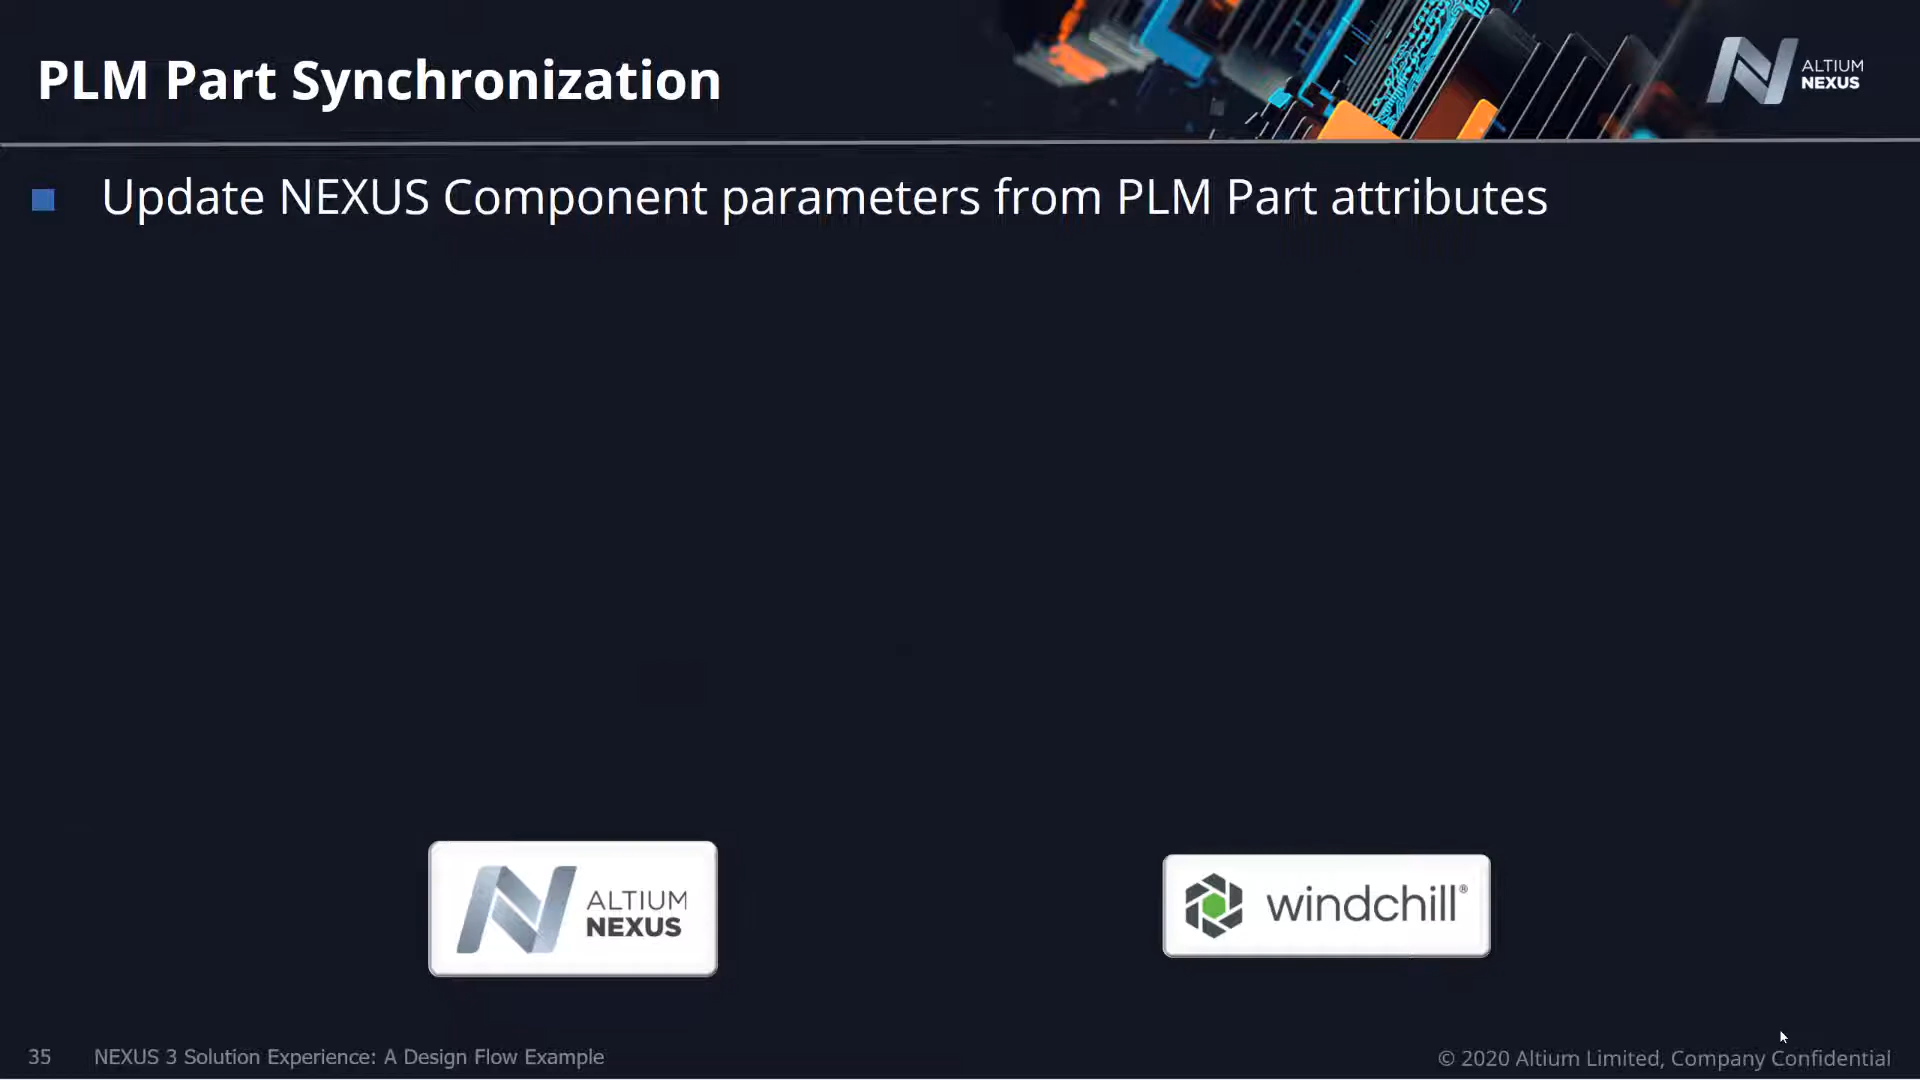 PLM Part Synchronization
ALTIUM
NEXUS
Update NEXUS Component parameters from PLM Part attributes
ALTIUM
NEXUS
windchill®
35 NEXUS 3 Solution Experience: A Design Flow Example
© 2020 Altium Limited, Company Confidential